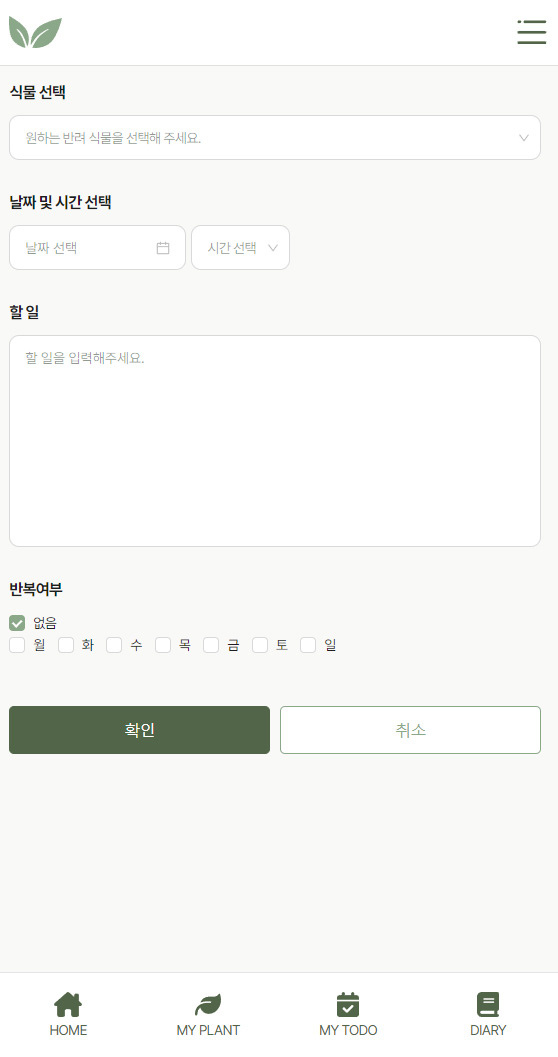 식물 선택
원하는 반려 식물을 선택해 주세요.
날짜 및 시간 선택
날짜 선택 시간 선택
할 일
할 일을 입력해주세요.
반복여부
없음
월 화 수 목 금 토 일
확인 취소
HOME MY PLANT MY TODO DIARY